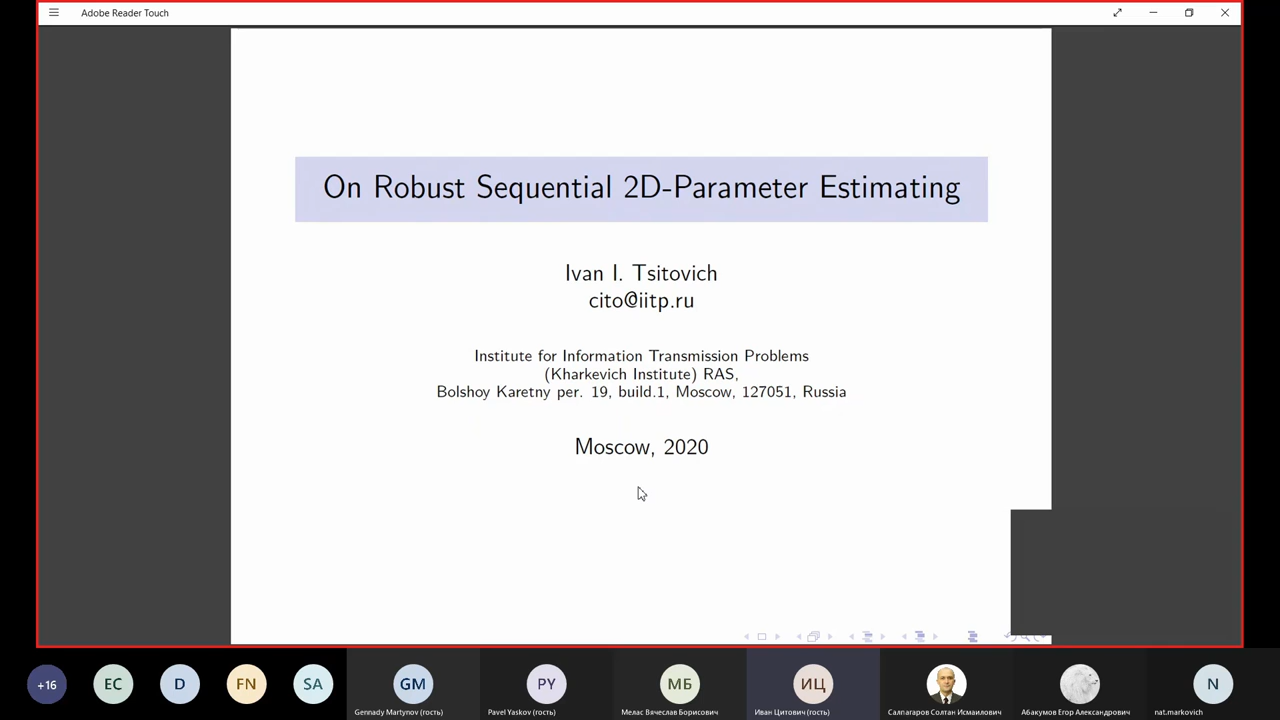 Adobe Reader Touch
On Robust Sequential 2D-Parameter Estimating
Ivan I. Tsitovich
cito@iitp.ru
Institute for Information Transmission Problems
(Kharkevich Institute) RAS,
Bolshoy Karetny per. 19, build.1, Moscow, 127051, Russia
Moscow, 2020
+16
EC
D
FN
SA
GM
PY
МБ
ИЦ
N
Gennady Martynov (гость)
Pavel Yaskov (гость)
Мелас Вячеслав Борисович
Иван Цитович (гость)
Салпагаров Солтан Исмаилович
Абакумов Егор Александрович
nat.markovich